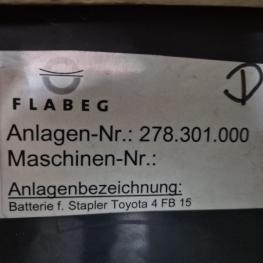 FLABEG
D
Anlagen-Nr.: 278.301.000
Maschinen-Nr.:
Anlagenbezeichnung:
Batterie f. Stapler Toyota 4 FB 15